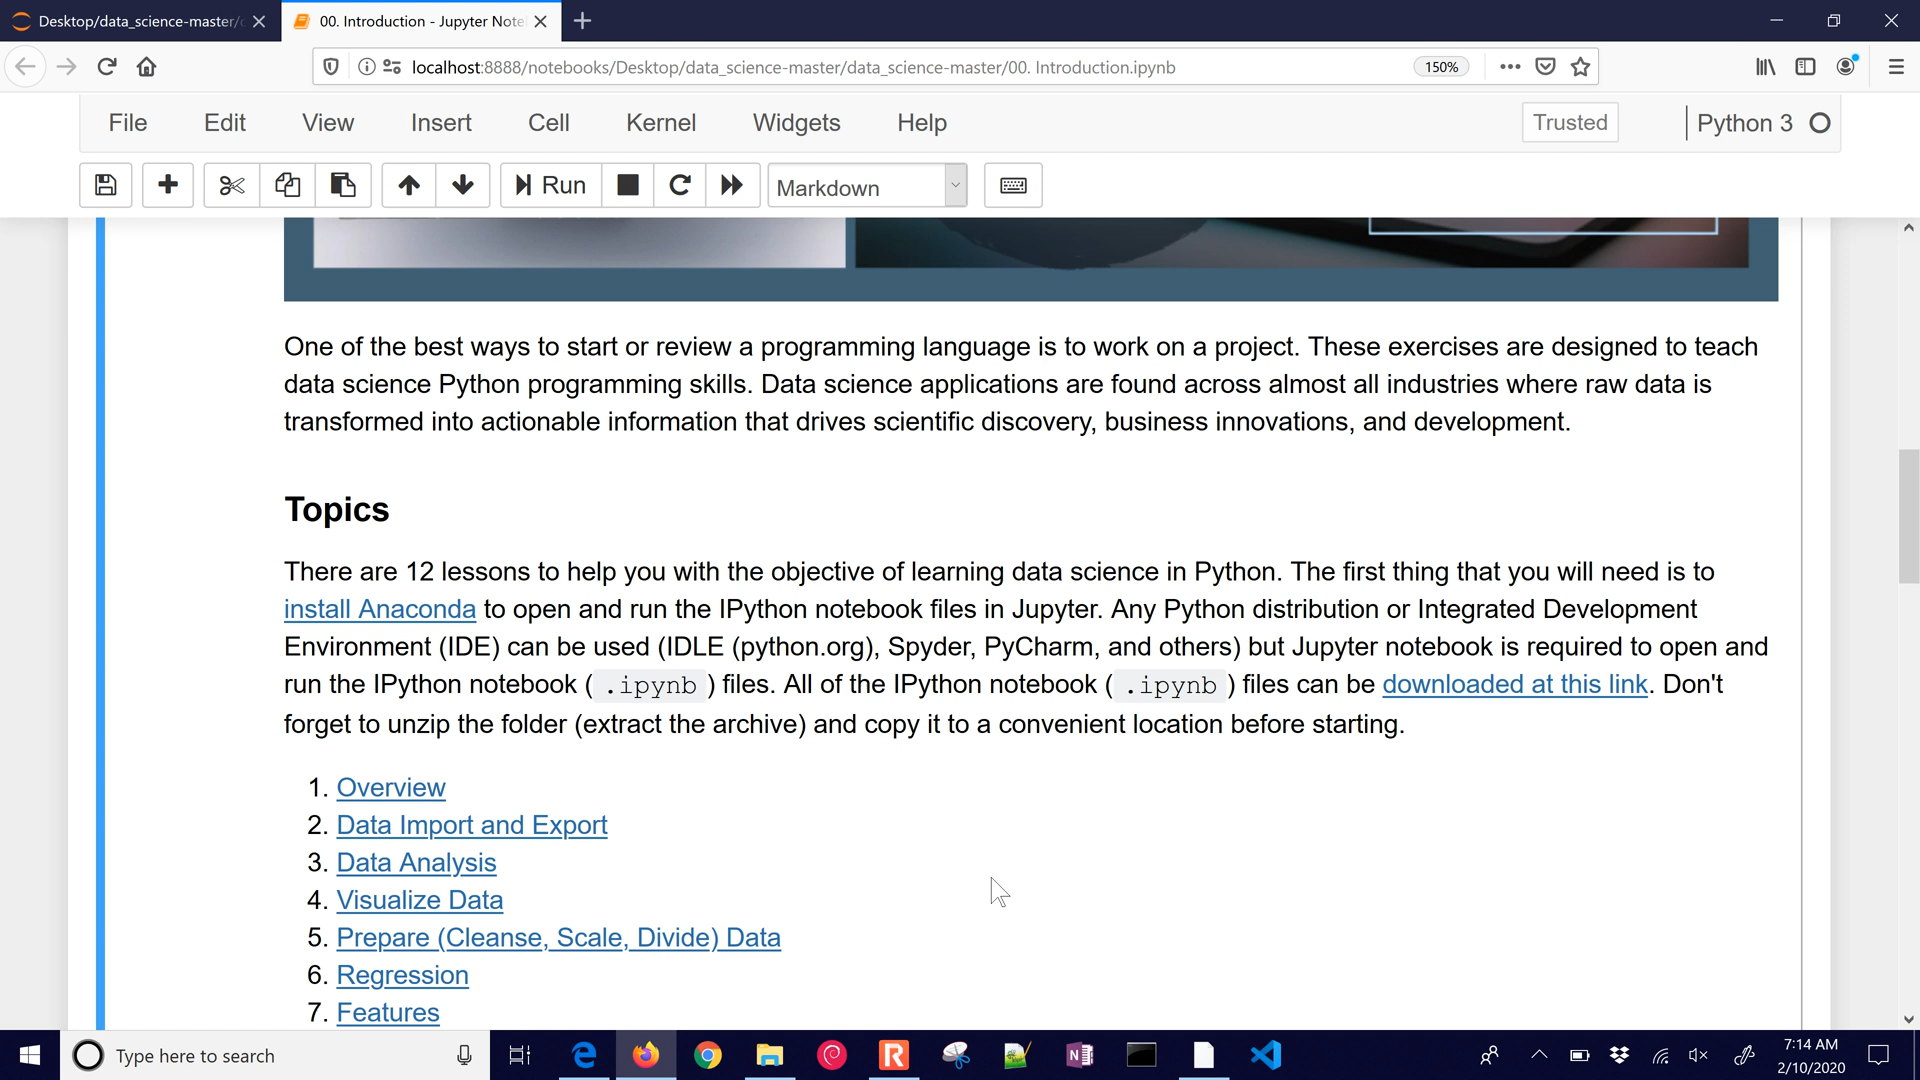 Desktop/data_science-master/
00. Introduction - Jupyter Note
localhost:8888/notebooks/Desktop/data_science-master/data_science-master/00. Introduction.ipynb
150%
File Edit View Insert Cell Kernel Widgets Help
Trusted
Python 3
Run
Markdown
One of the best ways to start or review a programming language is to work on a project. These exercises are designed to teach
data science Python programming skills. Data science applications are found across almost all industries where raw data is
transformed into actionable information that drives scientific discovery, business innovations, and development.
Topics
There are 12 lessons to help you with the objective of learning data science in Python. The first thing that you will need is to
install Anaconda to open and run the IPython notebook files in Jupyter. Any Python distribution or Integrated Development
Environment (IDE) can be used (IDLE (python.org), Spyder, PyCharm, and others) but Jupyter notebook is required to open and
run the IPython notebook ( .ipynb ) files. All of the IPython notebook ( .ipynb ) files can be downloaded at this link. Don't
forget to unzip the folder (extract the archive) and copy it to a convenient location before starting.
1. Overview
2. Data Import and Export
3. Data Analysis
4. Visualize Data
5. Prepare (Cleanse, Scale, Divide) Data
6. Regression
7. Features
Type here to search
7:14 AM
2/10/2020